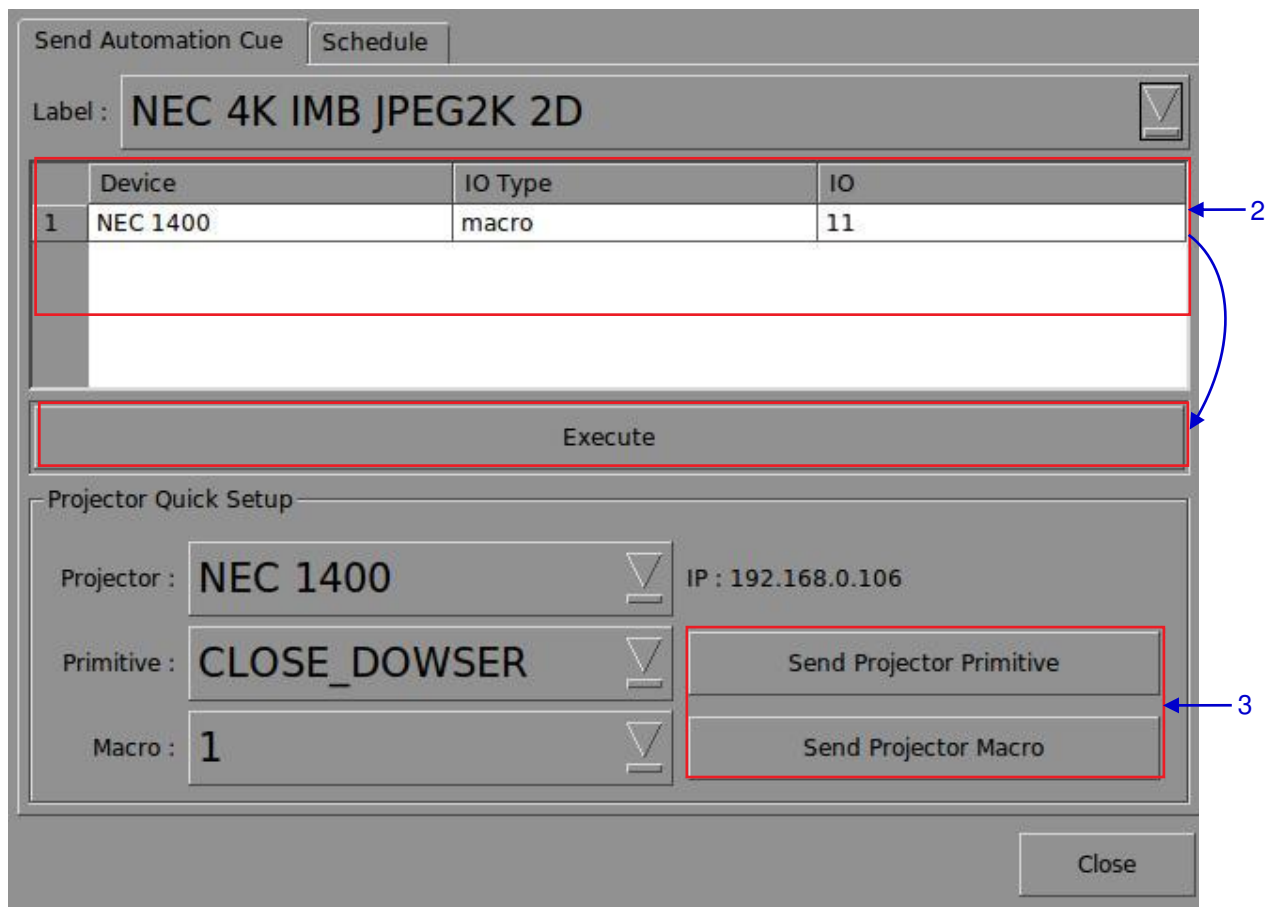 Send Automation Cue Schedule
Label : NEC 4K IMB JPEG2K 2D
Device IO Type IO
1 NEC 1400 macro 11
2
Execute
Projector Quick Setup
Projector : NEC 1400 IP : 192.168.0.106
Primitive : CLOSE_DOWSER Send Projector Primitive
3
Macro : 1 Send Projector Macro
Close